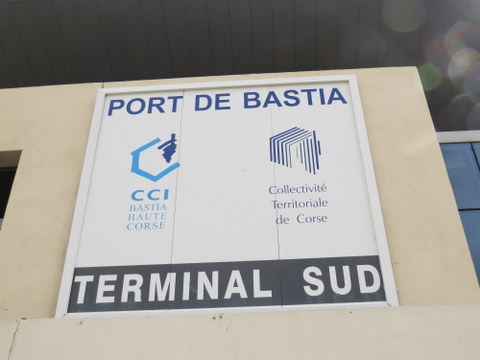 PORT DE BASTIA
CCI
BASTIA
HAUTE
CORSE
Collectivité
Territoriale
de Corse
TERMINAL SUD